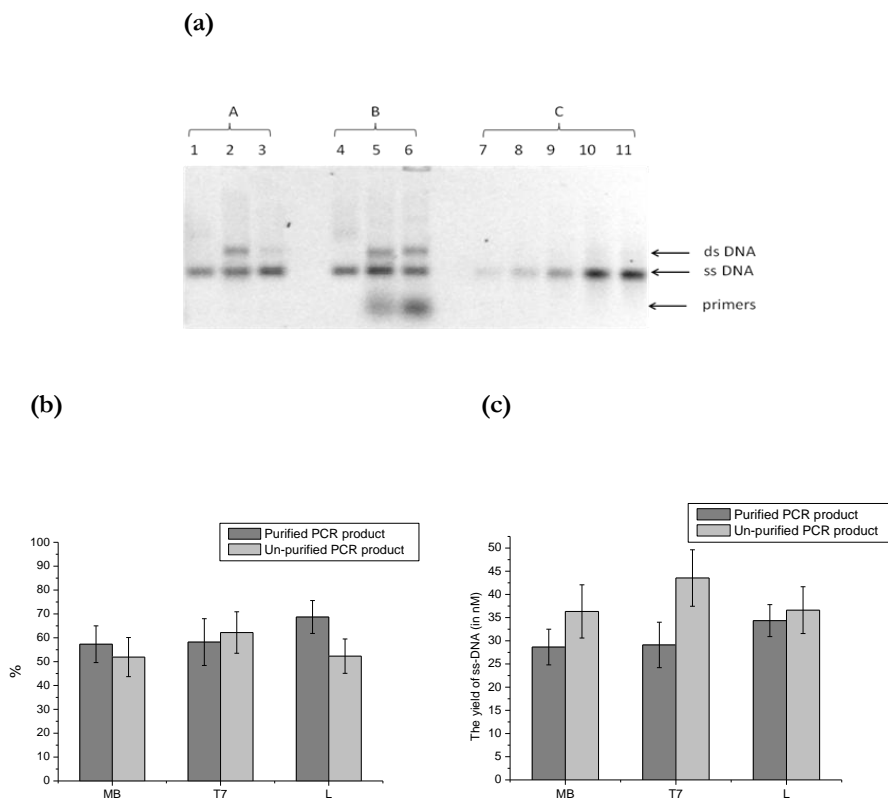 (a)
A B C
1 2 3 4 5 6 7 8 9 10 11
ds DNA
ss DNA
primers
(b)
Purified PCR product
Un-purified PCR product
100
90
80
70
60
50
40
30
20
10
0
%
MB T7 L
(c)
Purified PCR product
Un-purified PCR product
50
45
40
35
30
25
20
15
10
5
0
The yield of ss-DNA (in nM)
MB T7 L